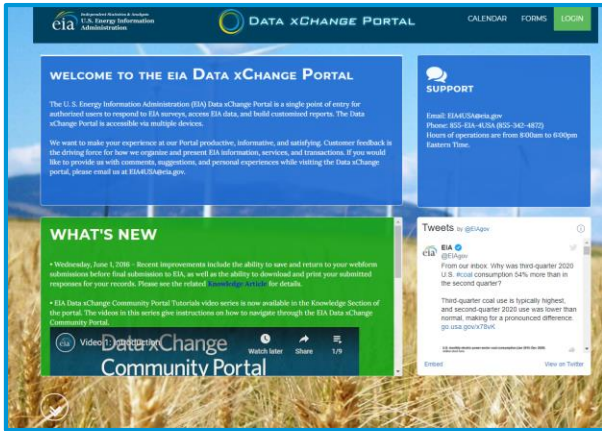 eia
Independent Statistics & Analysis
U.S. Energy Information
Administration
DATA XCHANGE PORTAL
CALENDAR FORMS LOGIN
WELCOME TO THE EIA DATA XCHANGE PORTAL
The U. S. Energy Information Administration (EIA) Data xChange Portal is a single point of entry for
authorized users to respond to EIA surveys, access EIA data, and build customized reports. The Data
xChange Portal is accessible via multiple devices.
We want to make your experience at our Portal productive, informative, and satisfying. Customer feedback is
the driving force for how we organize and present EIA information, services, and transactions. If you would
like to provide us with comments, suggestions, and personal experiences while visiting the Data xChange
portal, please email us at EIA4USA@eia.gov.
SUPPORT
Email: EIA4USA@eia.gov
Phone: 855-EIA-4USA (855-342-4872)
Hours of operations are from 8:00am to 6:00pm
Eastern Time.
WHAT'S NEW
• Wednesday, June 1, 2016 - Recent improvements include the ability to save and return to your webform
submissions before final submission to EIA, as well as the ability to download and print your submitted
responses for your records. Please see the related Knowledge Article for details.
• EIA Data xChange Community Portal Tutorials video series is now available in the Knowledge Section of
the portal. The videos in this series give instructions on how to navigate through the EIA Data xChange
Community Portal.
eia
Video 1: Introduction
Data xChange
Community Portal
Watch later
Share
1/9
Tweets by @EIAgov
eia
EIA
@EIAgov
From our inbox: Why was third-quarter 2020
U.S. #coal consumption 54% more than in
the second quarter?
Third-quarter coal use is typically highest,
and second-quarter 2020 use was lower than
normal, making for a pronounced difference.
go.usa.gov/x78vK
Embed
View on Twitter